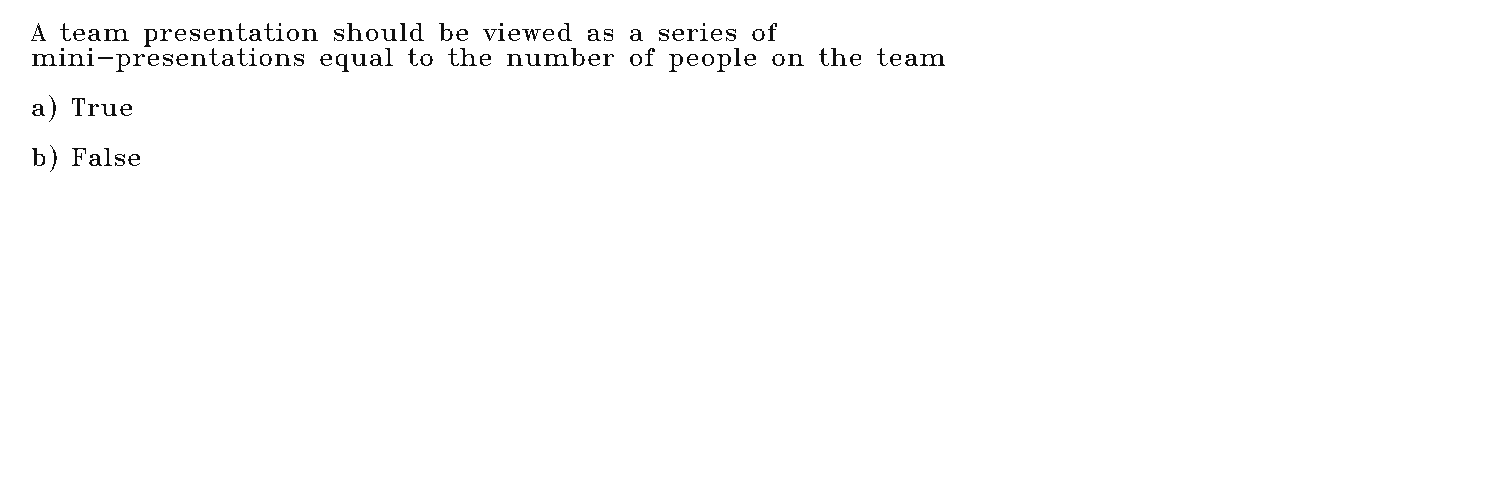 A team presentation should be viewed as a series of
mini-presentations equal to the number of people on the team
a) True
b) False